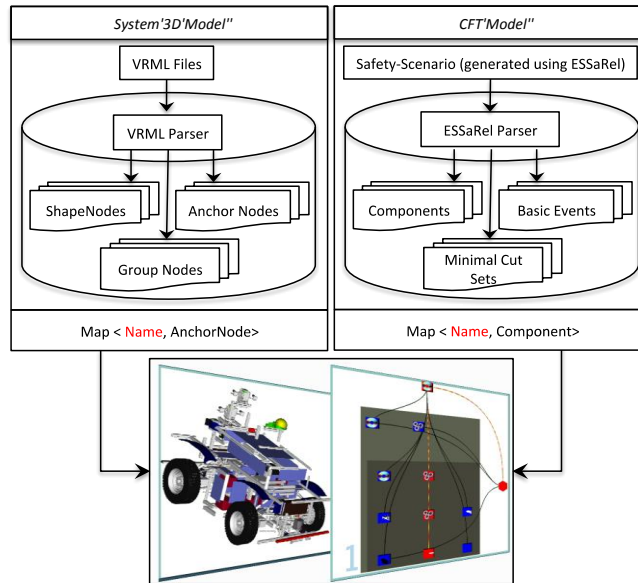 System'3D'Model''
VRML Files
VRML Parser
ShapeNodes
Anchor Nodes
Group Nodes
Map < Name, AnchorNode>
CFT'Model''
Safety-Scenario (generated using ESSaRel)
ESSaRel Parser
Components
Basic Events
Minimal Cut
Sets
Map < Name, Component>
1